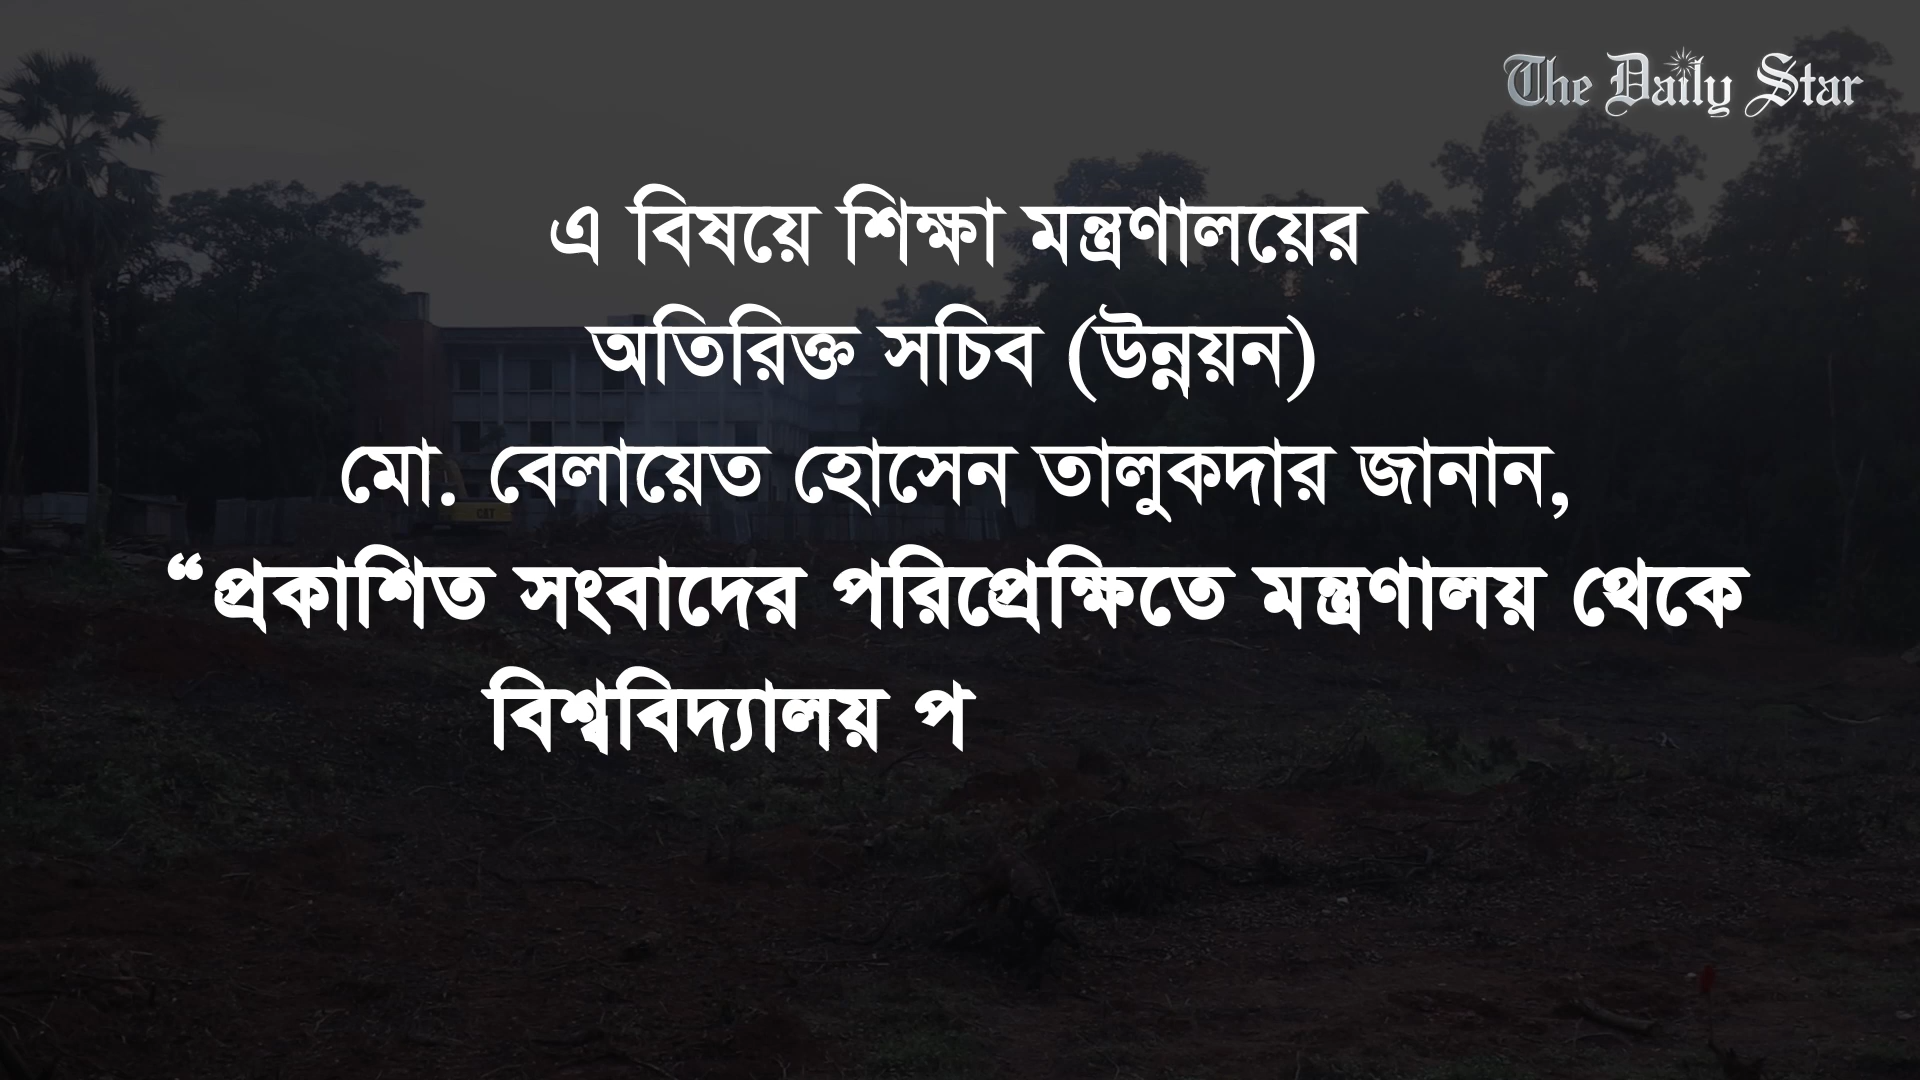 The Daily Star
এ বিষয়ে শিক্ষা মন্ত্রণালয়ের
অতিরিক্ত সচিব (উন্নয়ন)
মো. বেলায়েত হোসেন তালুকদার জানান,
“প্রকাশিত সংবাদের পরিপ্রেক্ষিতে মন্ত্রণালয় থেকে
বিশ্ববিদ্যালয় প